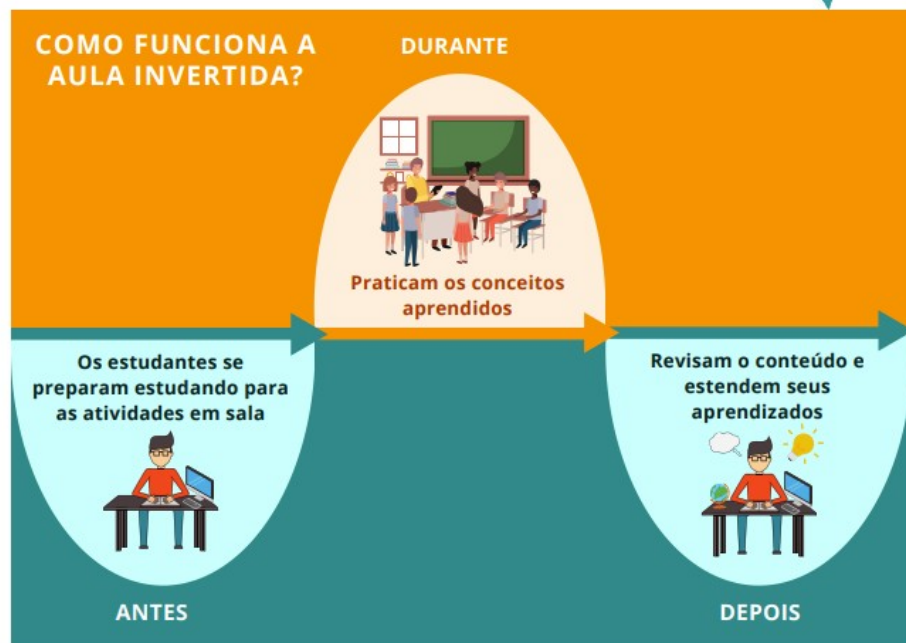 COMO FUNCIONA A
AULA INVERTIDA?
DURANTE
Praticam os conceitos
aprendidos
Os estudantes se
preparam estudando para
as atividades em sala
ANTES
Revisam o conteúdo e
estendem seus
aprendizados
DEPOIS